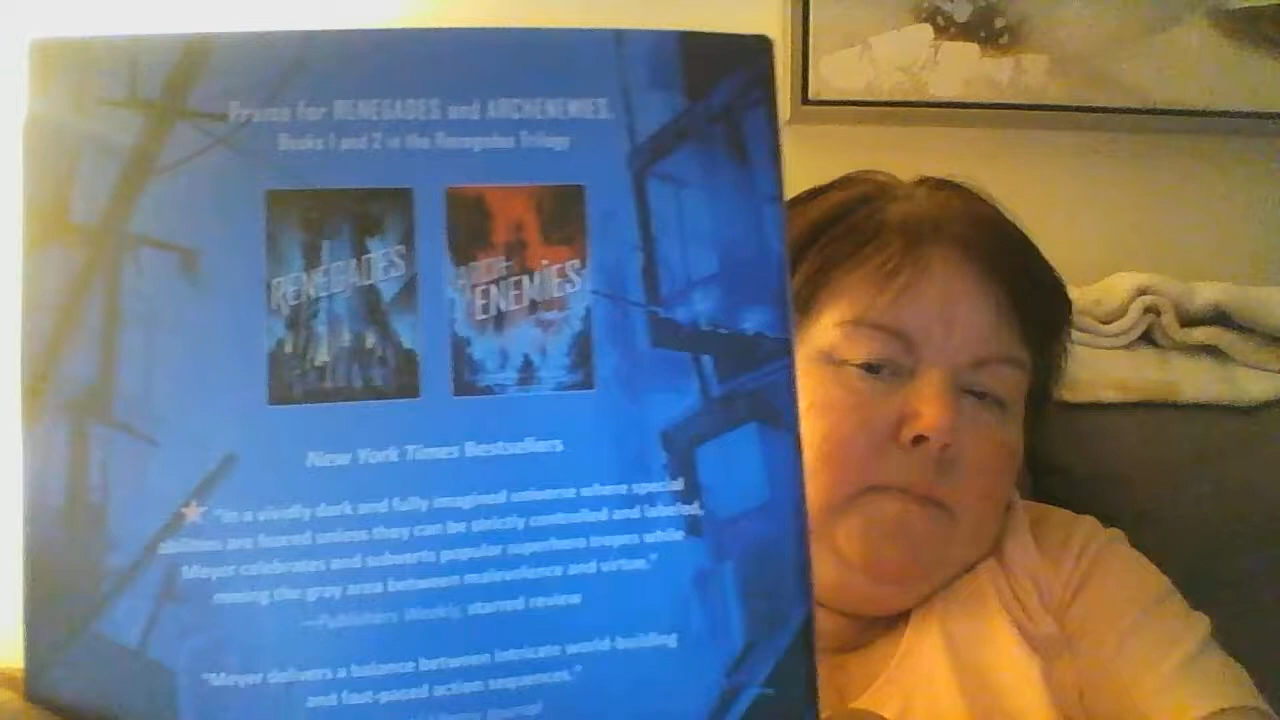 Praise for RENEGADES and ARCHENEMIES,
Books 1 and 2 in the Renegades Trilogy
RENEGADES
ARCH-
ENEMIES
New York Times Bestsellers
"In a vividly dark and fully imagined universe where special
abilities are feared unless they can be strictly controlled and labeled,
Meyer celebrates and subverts popular superhero tropes while
the gray area between malevolence and virtue."
—Publishers Weekly, starred review
"Meyer delivers a balance between intricate world-building
and fast-paced action sequences."